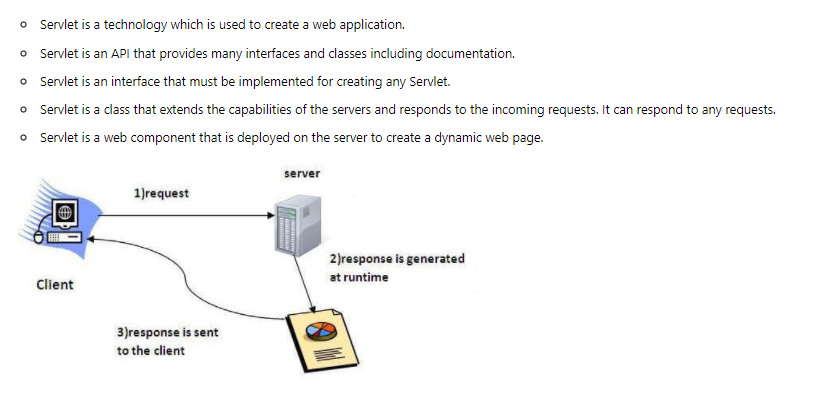 Servlet is a technology which is used to create a web application.
Servlet is an API that provides many interfaces and classes including documentation.
Servlet is an interface that must be implemented for creating any Servlet.
Servlet is a class that extends the capabilities of the servers and responds to the incoming requests. It can respond to any requests.
Servlet is a web component that is deployed on the server to create a dynamic web page.
server
1)request
2)response is generated
at runtime
Client
3)response is sent
to the client